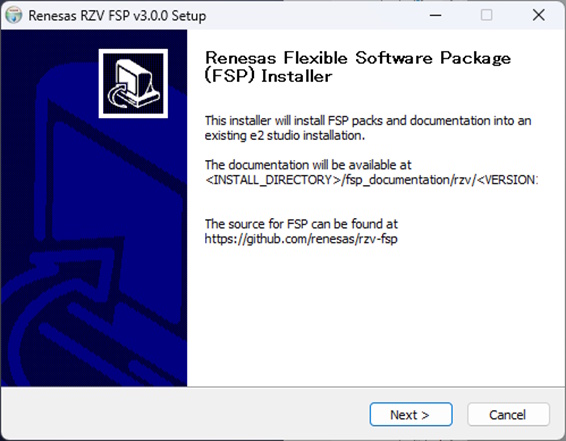 Renesas RZV FSP v3.0.0 Setup
Renesas Flexible Software Package
(FSP) Installer
This installer will install FSP packs and documentation into an
existing e2 studio installation.
The documentation will be available at
<INSTALL_DIRECTORY>/fsp_documentation/rzv/<VERSION
The source for FSP can be found at
https://github.com/renesas/rzv-fsp
Next >
Cancel